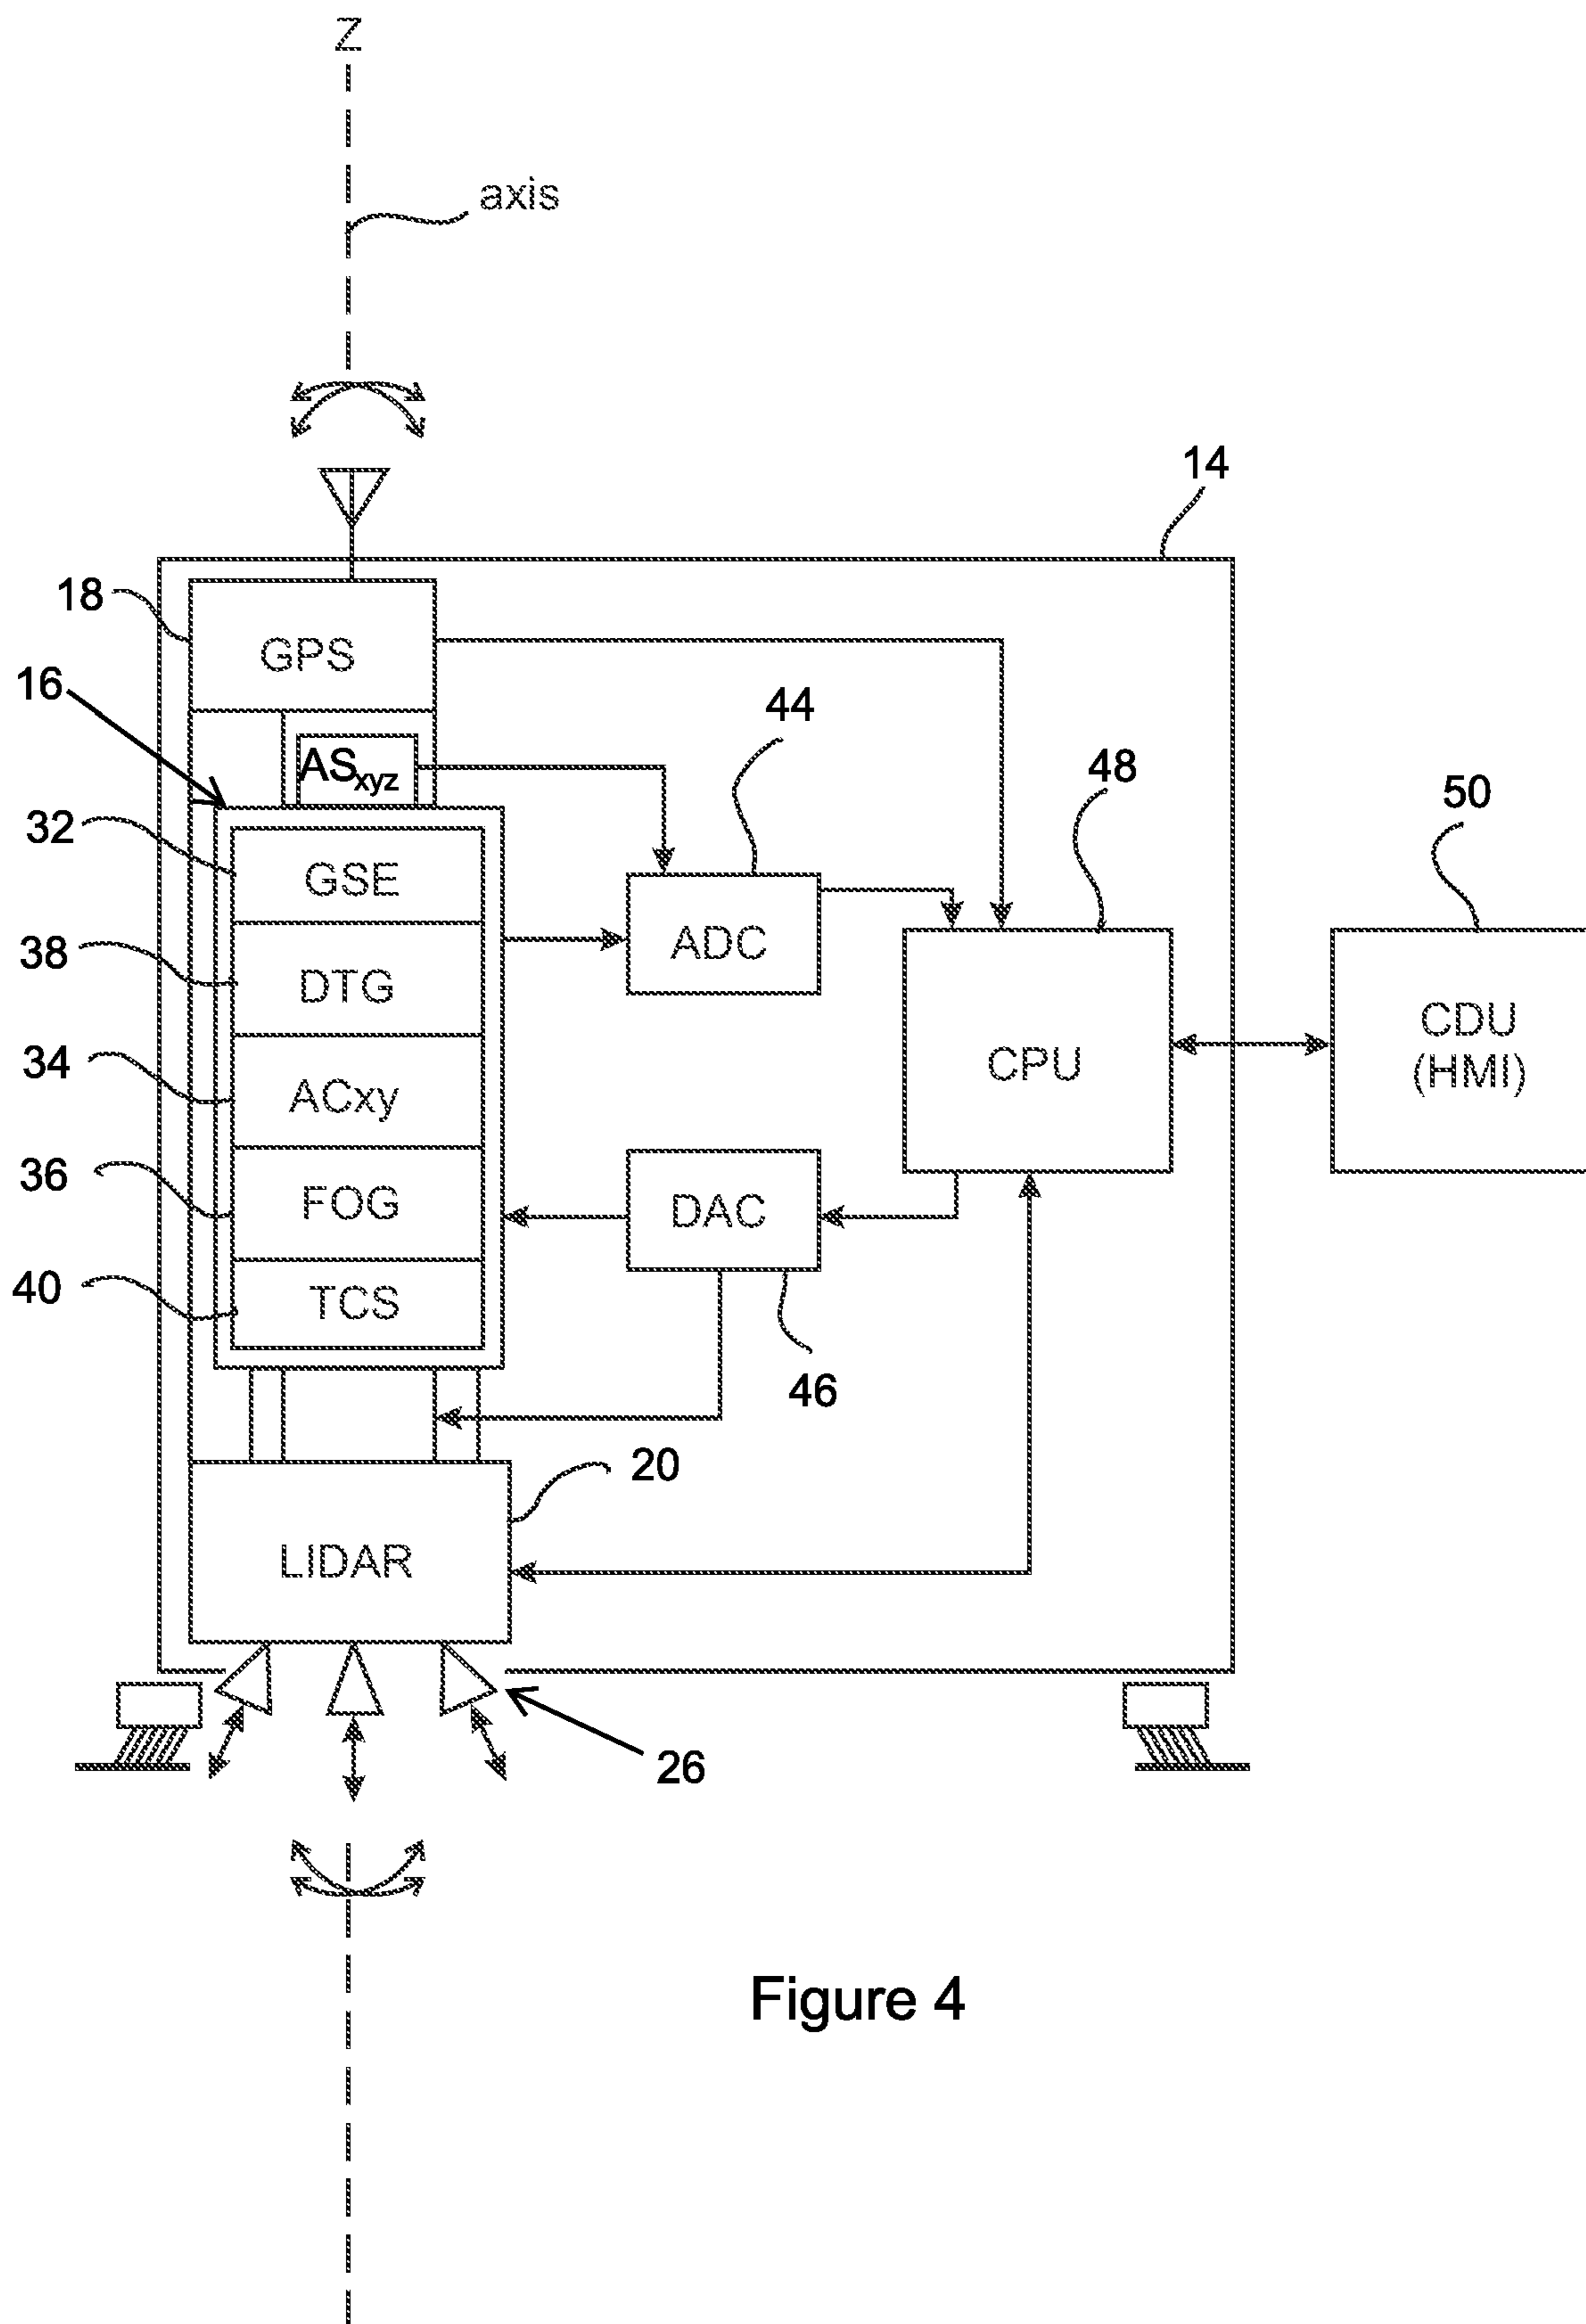 Z
axis
14
18
GPS
16
44
ASxyz
48
32
50
GSE
38
ADC
DTG
CDU
(HMI)
34
CPU
ACxy
36
FOG
DAC
40
TCS
46
20
LIDAR
26
Figure 4